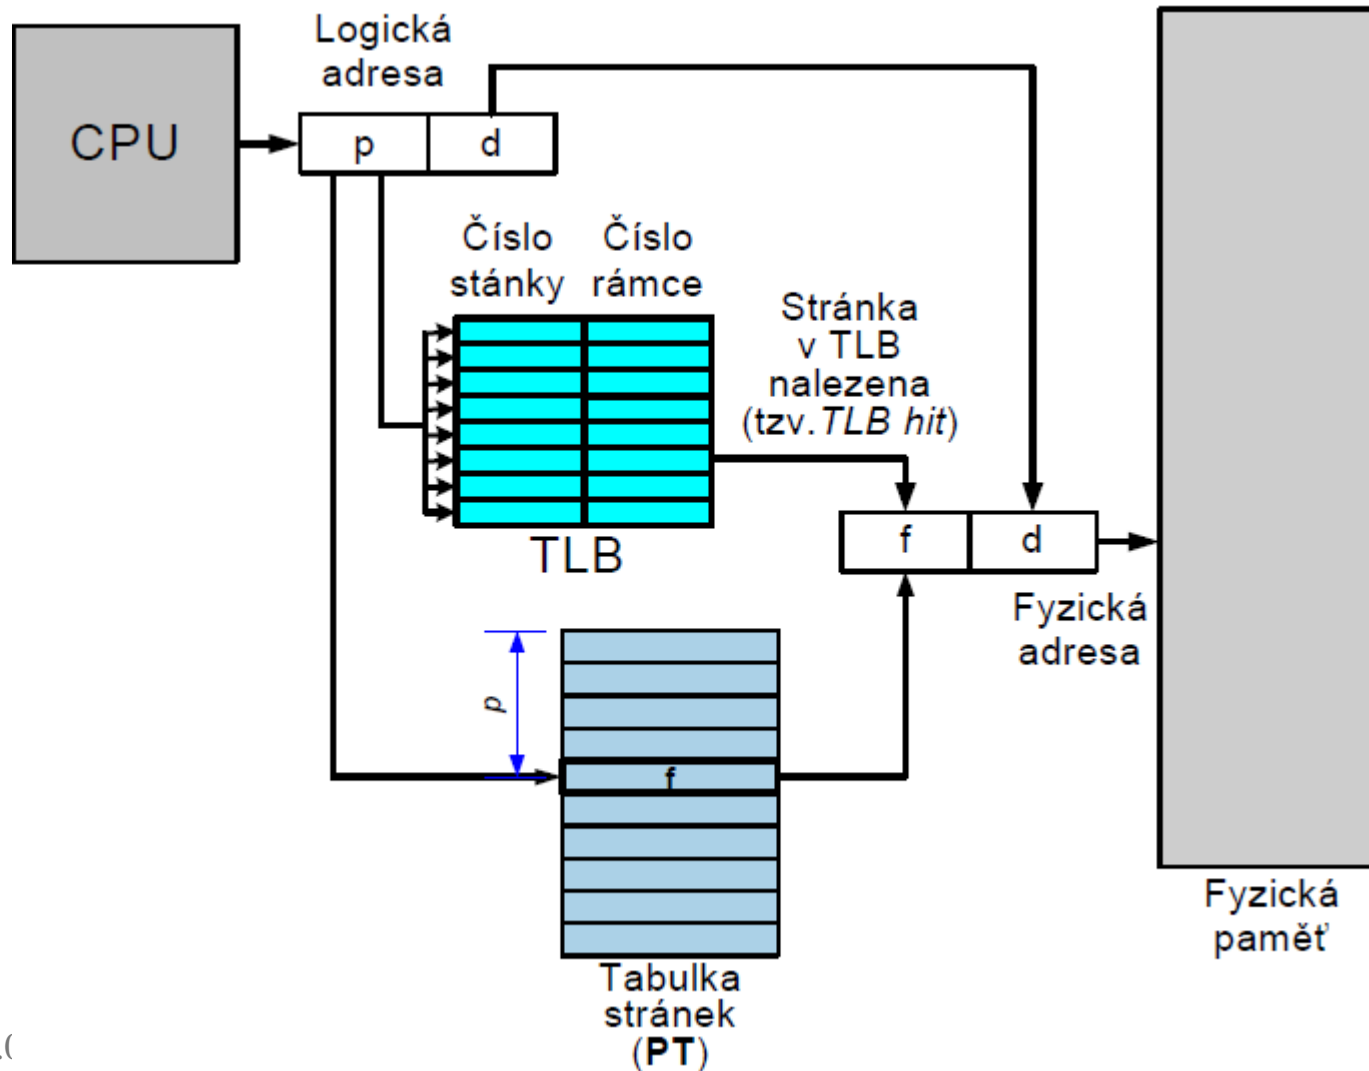 Logická
adresa
CPU
p
d
Číslo
stánky
Číslo
rámce
Stránka
v TLB
nalezena
(tzv.TLB hit)
TLB
f
d
Fyzická
adresa
p
f
Tabulka
stránek
(PT)
Fyzická
paměť